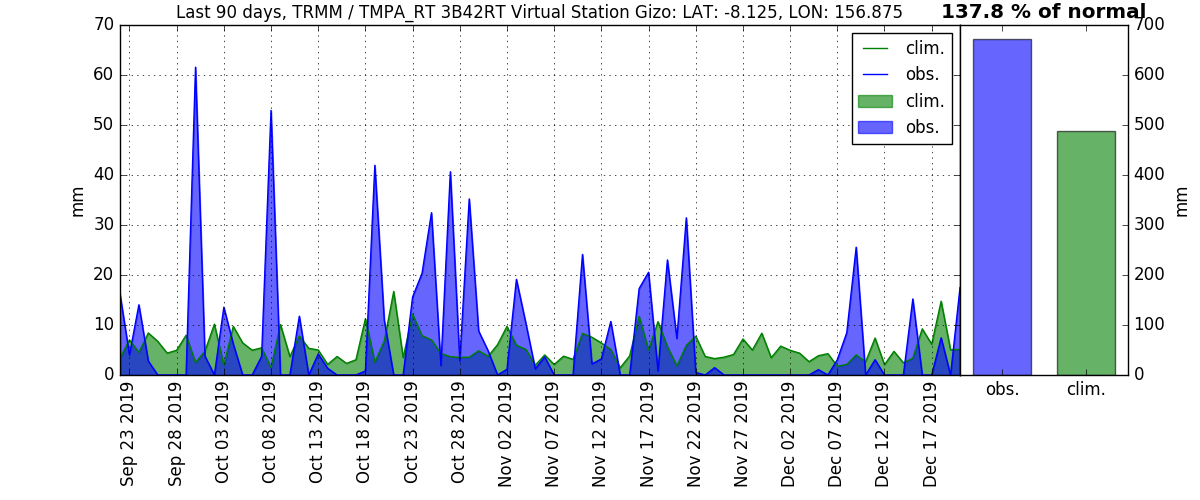 Last 90 days, TRMM / TMPA_RT 3B42RT Virtual Station Gizo: LAT: -8.125, LON: 156.875
137.8 % of normal
70
60
50
40
30
20
10
0
mm
clim.
obs.
clim.
obs.
700
600
500
400
300
200
100
0
mm
Sep 23 2019
Sep 28 2019
Oct 03 2019
Oct 08 2019
Oct 13 2019
Oct 18 2019
Oct 23 2019
Oct 28 2019
Nov 02 2019
Nov 07 2019
Nov 12 2019
Nov 17 2019
Nov 22 2019
Nov 27 2019
Dec 02 2019
Dec 07 2019
Dec 12 2019
Dec 17 2019
obs.
clim.